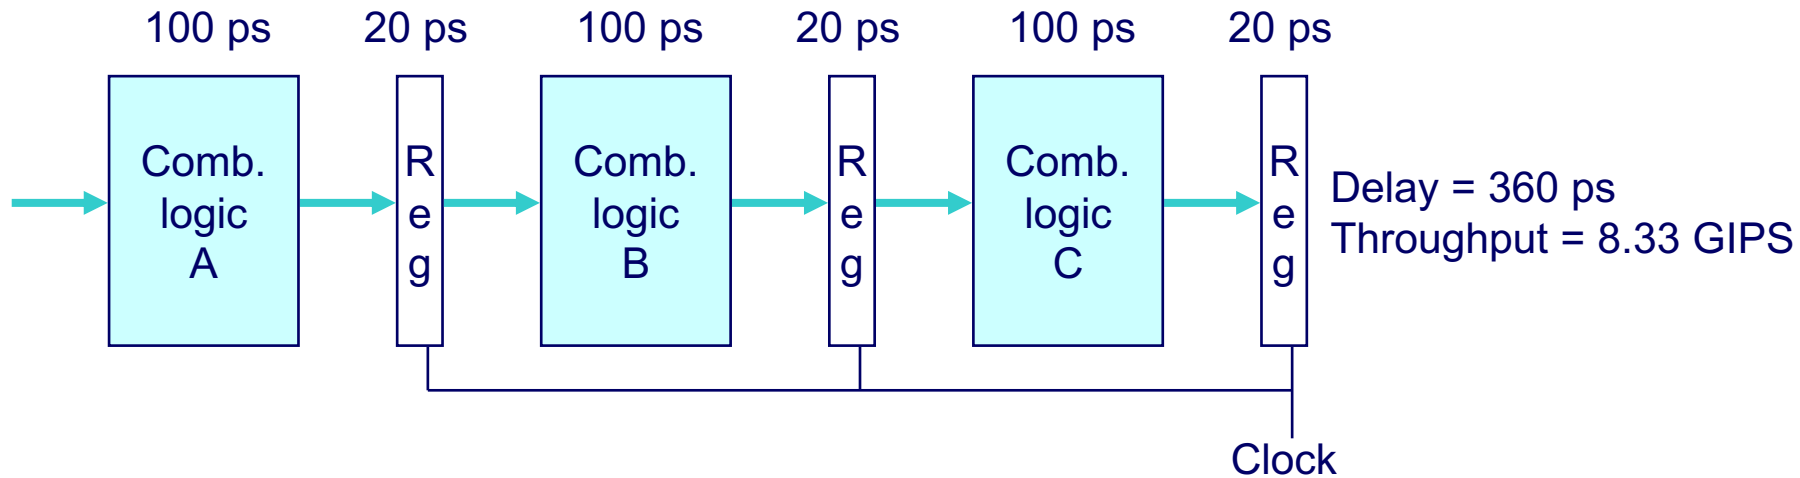 100 ps 20 ps 100 ps 20 ps 100 ps 20 ps
Comb.
logic
A
R
e
g
Comb.
logic
B
R
e
g
Comb.
logic
C
R
e
g
Delay = 360 ps
Throughput = 8.33 GIPS
Clock